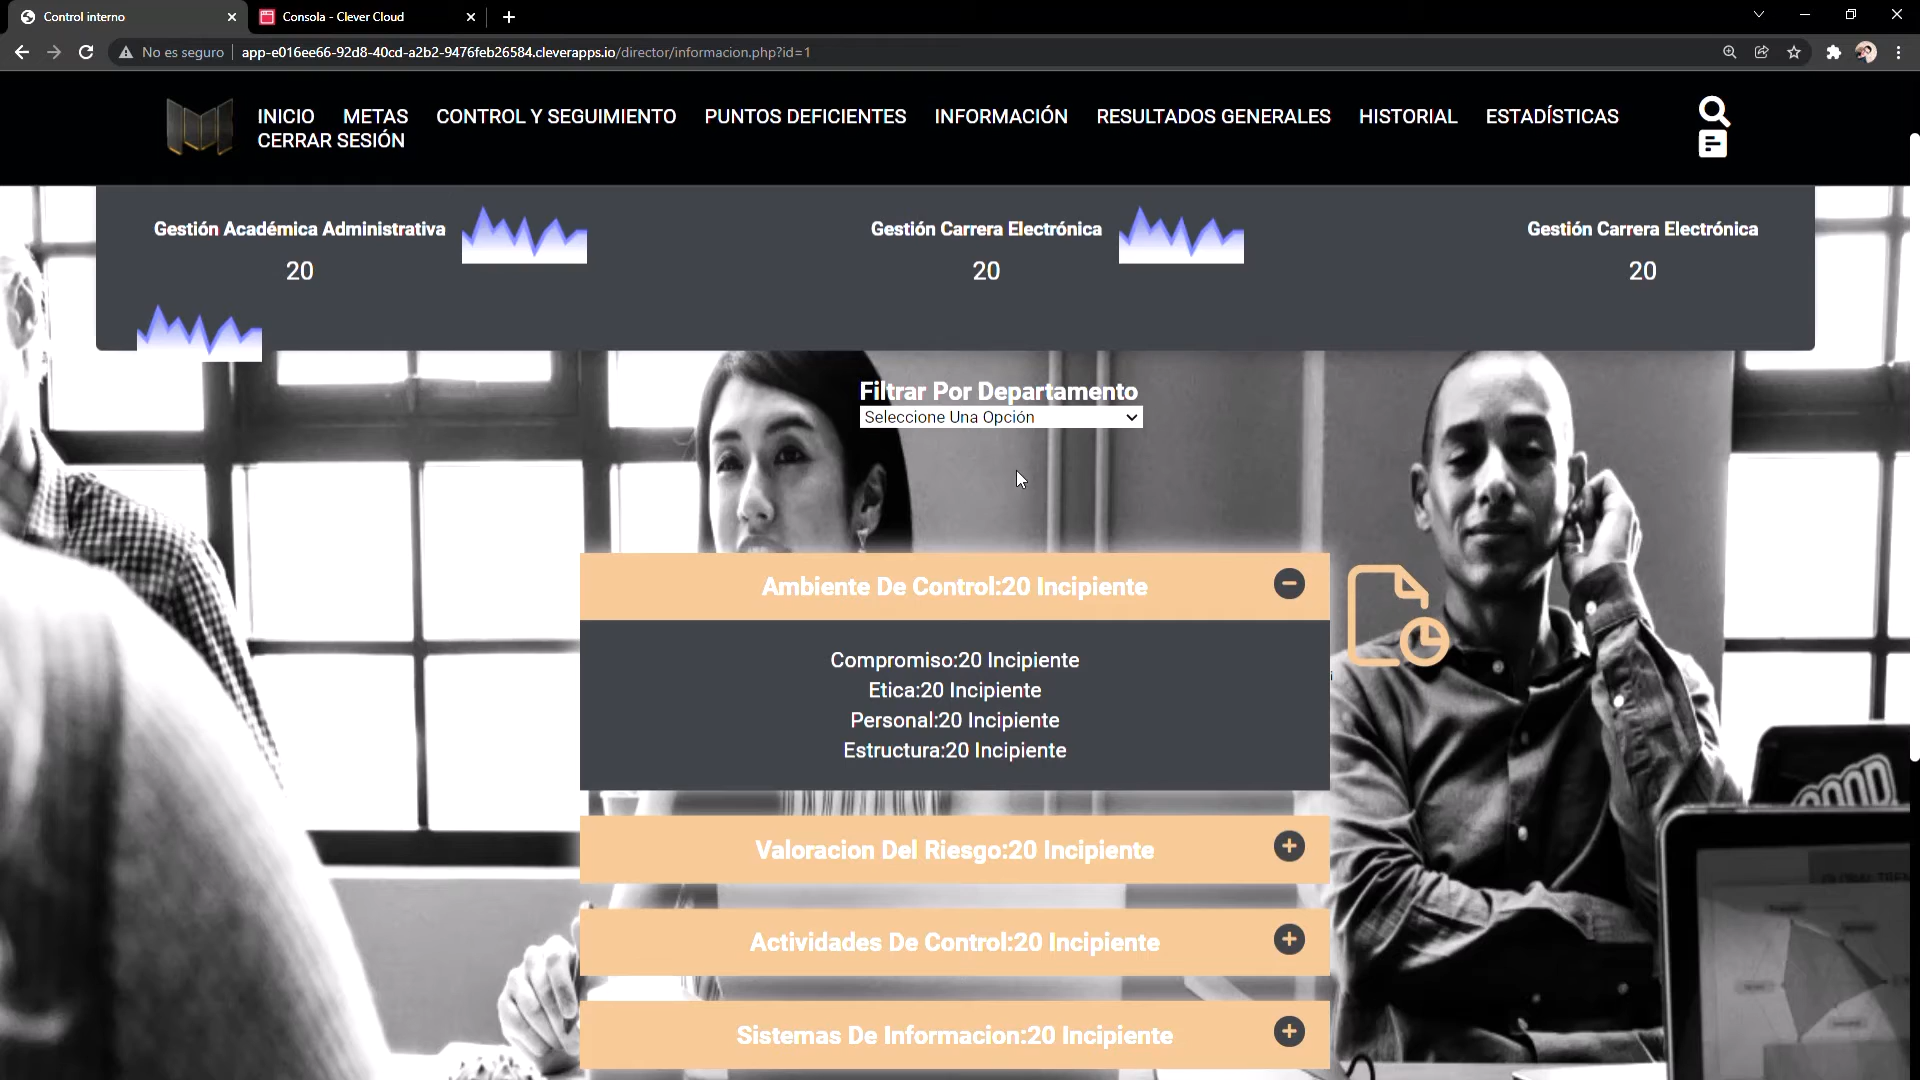 Control interno
Consola - Clever Cloud
No es seguro
app-e016ee66-92d8-40cd-a2b2-9476feb26584.cleverapps.io/director/informacion.php?id=1
INICIO METAS CONTROL Y SEGUIMIENTO PUNTOS DEFICIENTES INFORMACIÓN RESULTADOS GENERALES HISTORIAL ESTADÍSTICAS
CERRAR SESIÓN
Gestión Académica Administrativa
20
Gestión Carrera Electrónica
20
Gestión Carrera Electrónica
20
Filtrar Por Departamento
Seleccione Una Opción
Ambiente De Control:20 Incipiente
Compromiso:20 Incipiente
Etica:20 Incipiente
Personal:20 Incipiente
Estructura:20 Incipiente
Valoracion Del Riesgo:20 Incipiente
Actividades De Control:20 Incipiente
Sistemas De Informacion:20 Incipiente